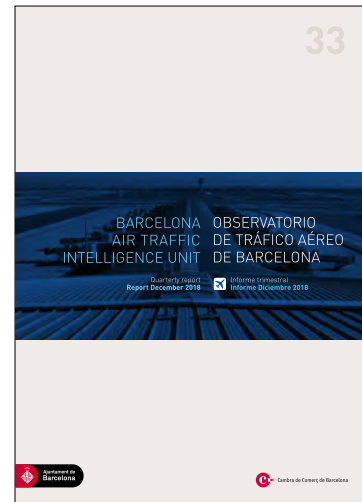 33
BARCELONA
AIR TRAFFIC
INTELLIGENCE UNIT
Quarterly report
Report December 2018
OBSERVATORIO
DE TRÁFICO AÉREO
DE BARCELONA
Informe trimestral
Informe Diciembre 2018
Ajuntament de
Barcelona
Cambra de Comerç de Barcelona